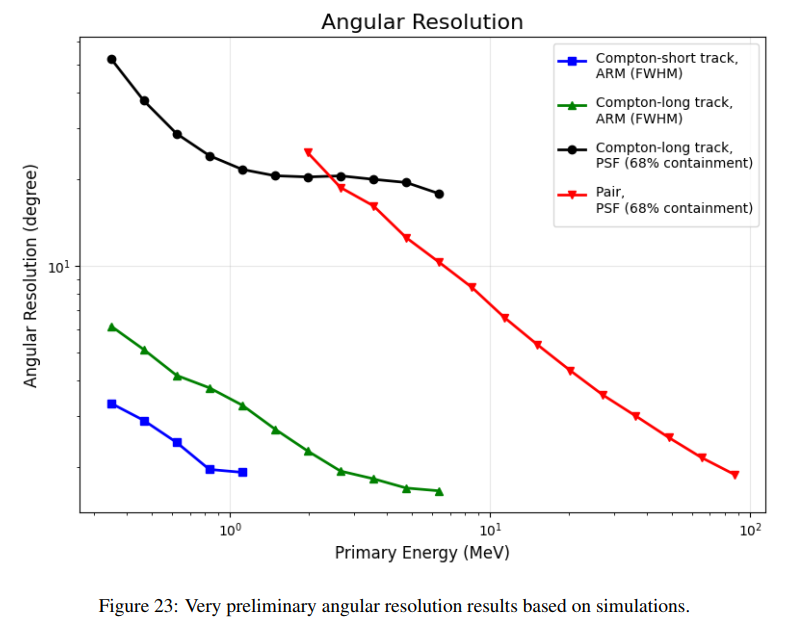 Angular Resolution
Compton-short track,
ARM (FWHM)
Compton-long track,
ARM (FWHM)
Compton-long track,
PSF (68% containment)
Pair,
PSF (68% containment)
Angular Resolution (degree)
10¹
10⁰
10¹
10²
Primary Energy (MeV)
Figure 23: Very preliminary angular resolution results based on simulations.